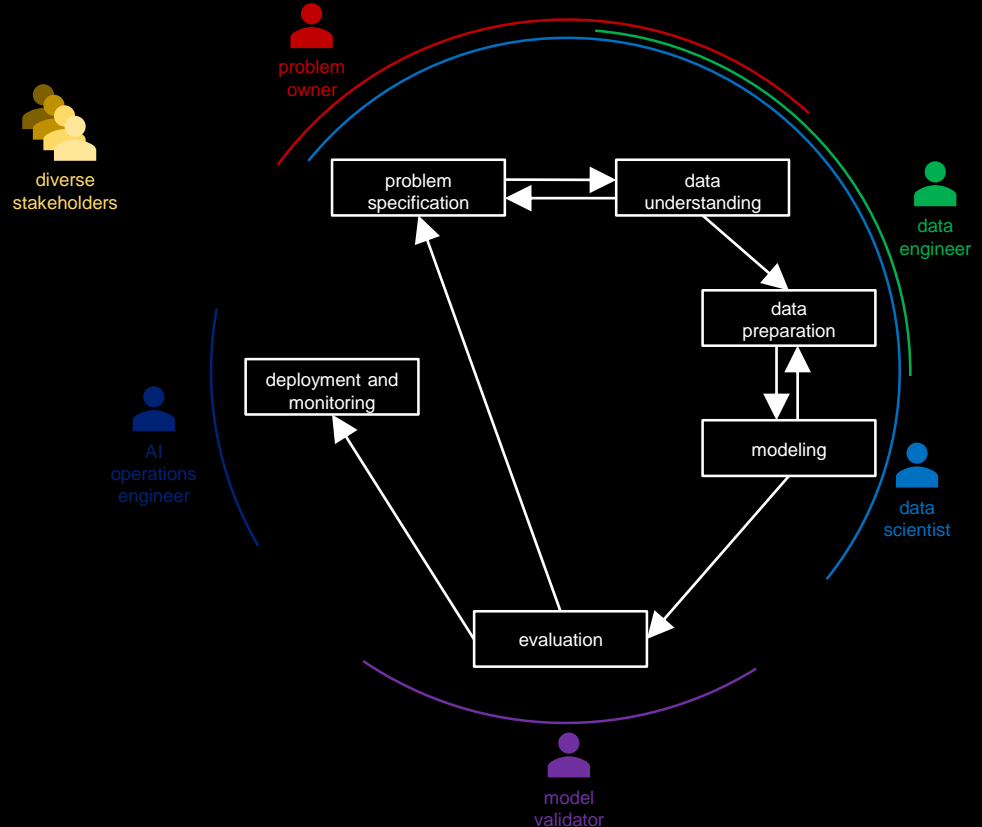 problem
owner
diverse
stakeholders
problem
specification
data
understanding
data
engineer
data
preparation
deployment and
monitoring
AI
operations
engineer
modeling
data
scientist
evaluation
model
validator